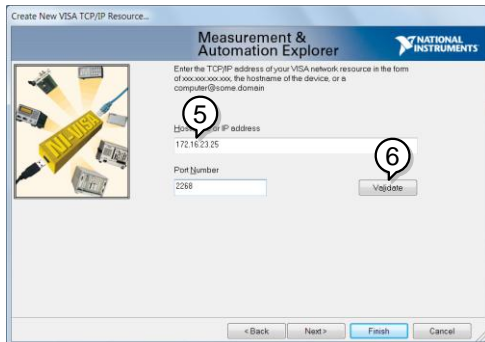 Create New VISA TCP/IP Resource...
Measurement &
Automation Explorer
NATIONAL
INSTRUMENTS
Enter the TCP/IP address of your VISA network resource in the form
of xxx.xxx.xxx.xxx, the hostname of the device, or a
computer@some.domain
5
or IP address
172.16.23.25
6
Port Number
2268
Validate
NI-VISA
< Back
Next >
Finish
Cancel